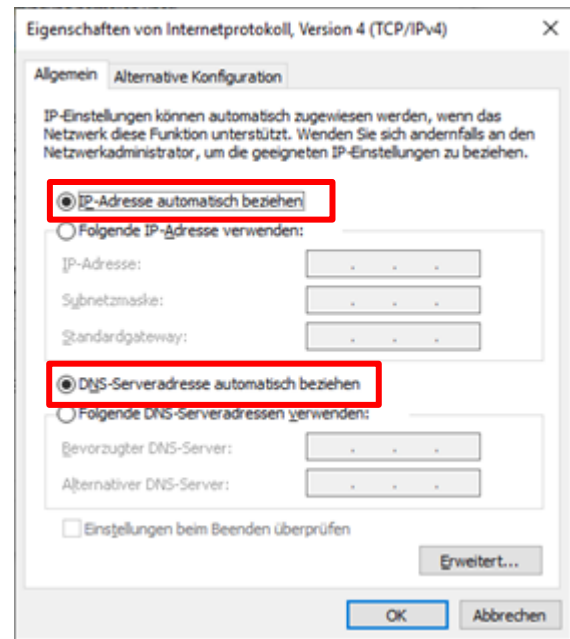 Eigenschaften von Internetprotokoll, Version 4 (TCP/IPv4)
Allgemein
Alternative Konfiguration
IP-Einstellungen können automatisch zugewiesen werden, wenn das
Netzwerk diese Funktion unterstützt. Wenden Sie sich andernfalls an den
Netzwerkadministrator, um die geeigneten IP-Einstellungen zu beziehen.
IP-Adresse automatisch beziehen
Folgende IP-Adresse verwenden:
IP-Adresse:
Subnetzmaske:
Standardgateway:
DNS-Serveradresse automatisch beziehen
Folgende DNS-Serveradressen verwenden:
Bevorzugter DNS-Server:
Alternativer DNS-Server:
Einstellungen beim Beenden überprüfen
Erweitert...
OK
Abbrechen